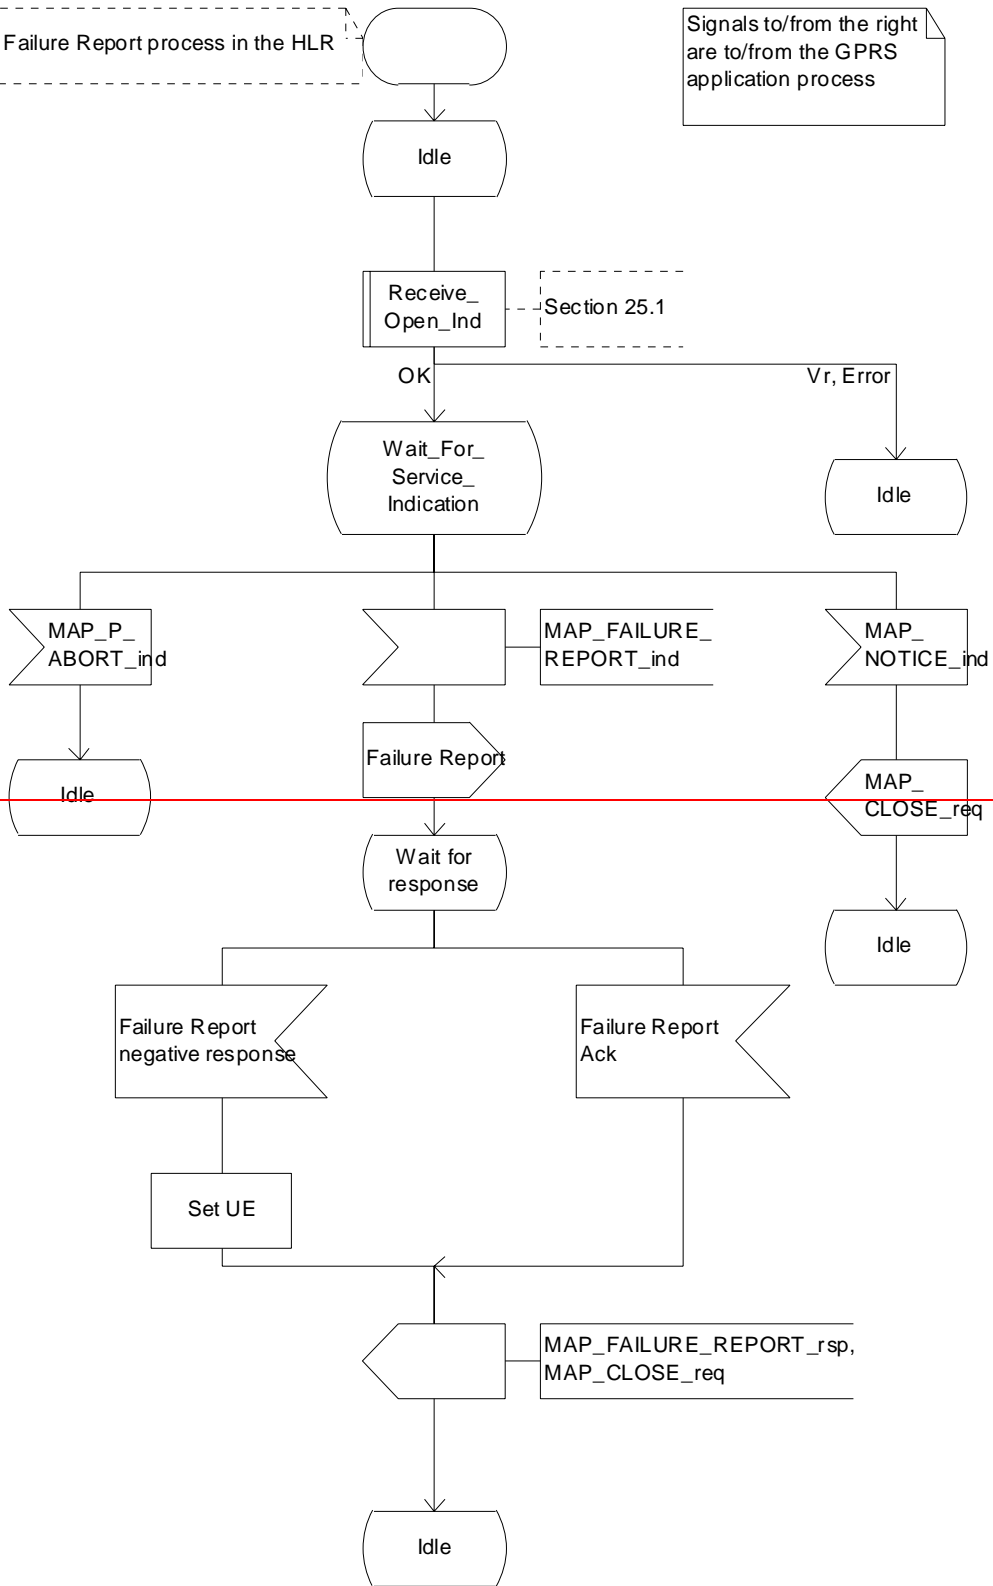 Failure Report process in the HLR
Signals to/from the right
are to/from the GPRS
application process
Idle
Receive_
Open_Ind
Section 25.1
OK
Vr, Error
Wait_For_
Service_
Indication
Idle
MAP_P_
ABORT_ind
MAP_FAILURE_
REPORT_ind
MAP_
NOTICE_ind
Failure Report
Idle
MAP_
CLOSE_req
Wait for
response
Idle
Failure Report
negative response
Failure Report
Ack
Set UE
MAP_FAILURE_REPORT_rsp,
MAP_CLOSE_req
Idle